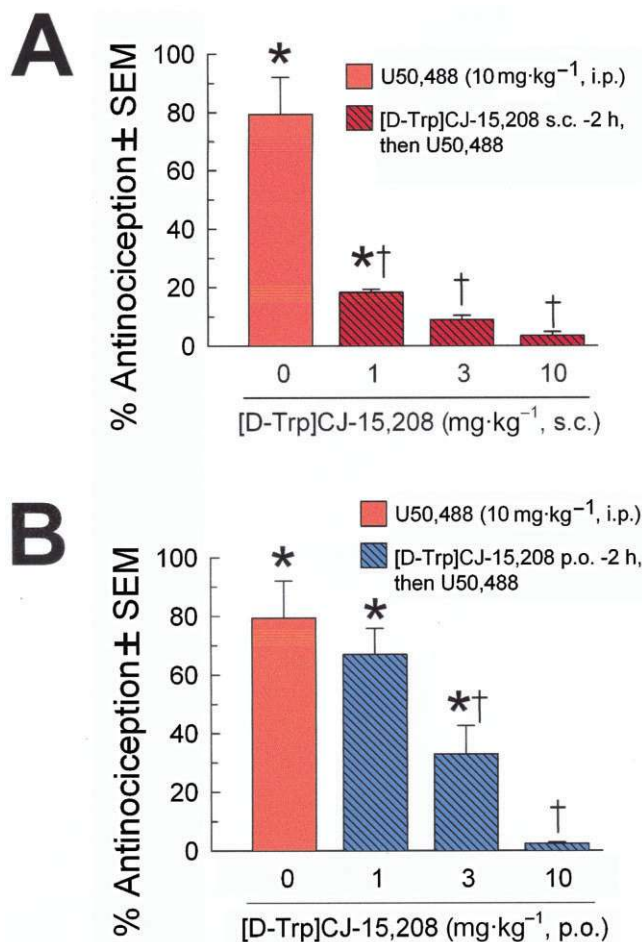 A
% Antinociception ± SEM
100
80
60
40
20
0
*
*†
†
†
U50,488 (10 mg·kg⁻¹, i.p.)
[D-Trp]CJ-15,208 s.c. -2 h,
then U50,488
0 1 3 10
[D-Trp]CJ-15,208 (mg·kg⁻¹, s.c.)
B
% Antinociception ± SEM
100
80
60
40
20
0
*
*
*†
†
U50,488 (10 mg·kg⁻¹, i.p.)
[D-Trp]CJ-15,208 p.o. -2 h,
then U50,488
0 1 3 10
[D-Trp]CJ-15,208 (mg·kg⁻¹, p.o.)